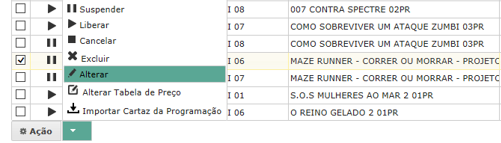 Suspender
I 08 007 CONTRA SPECTRE 02PR
Liberar
I 07 COMO SOBREVIVER UM ATAQUE ZUMBI 03PR
Cancelar
I 08 COMO SOBREVIVER UM ATAQUE ZUMBI 03PR
Excluir
I 06 MAZE RUNNER - CORRER OU MORRAR - PROJETO
Alterar
I 07 MAZE RUNNER - CORRER OU MORRAR - PROJETO
Alterar Tabela de Preço
I 01 S.O.S MULHERES AO MAR 2 01PR
Importar Cartaz da Programação
I 06 O REINO GELADO 2 01PR
Ação